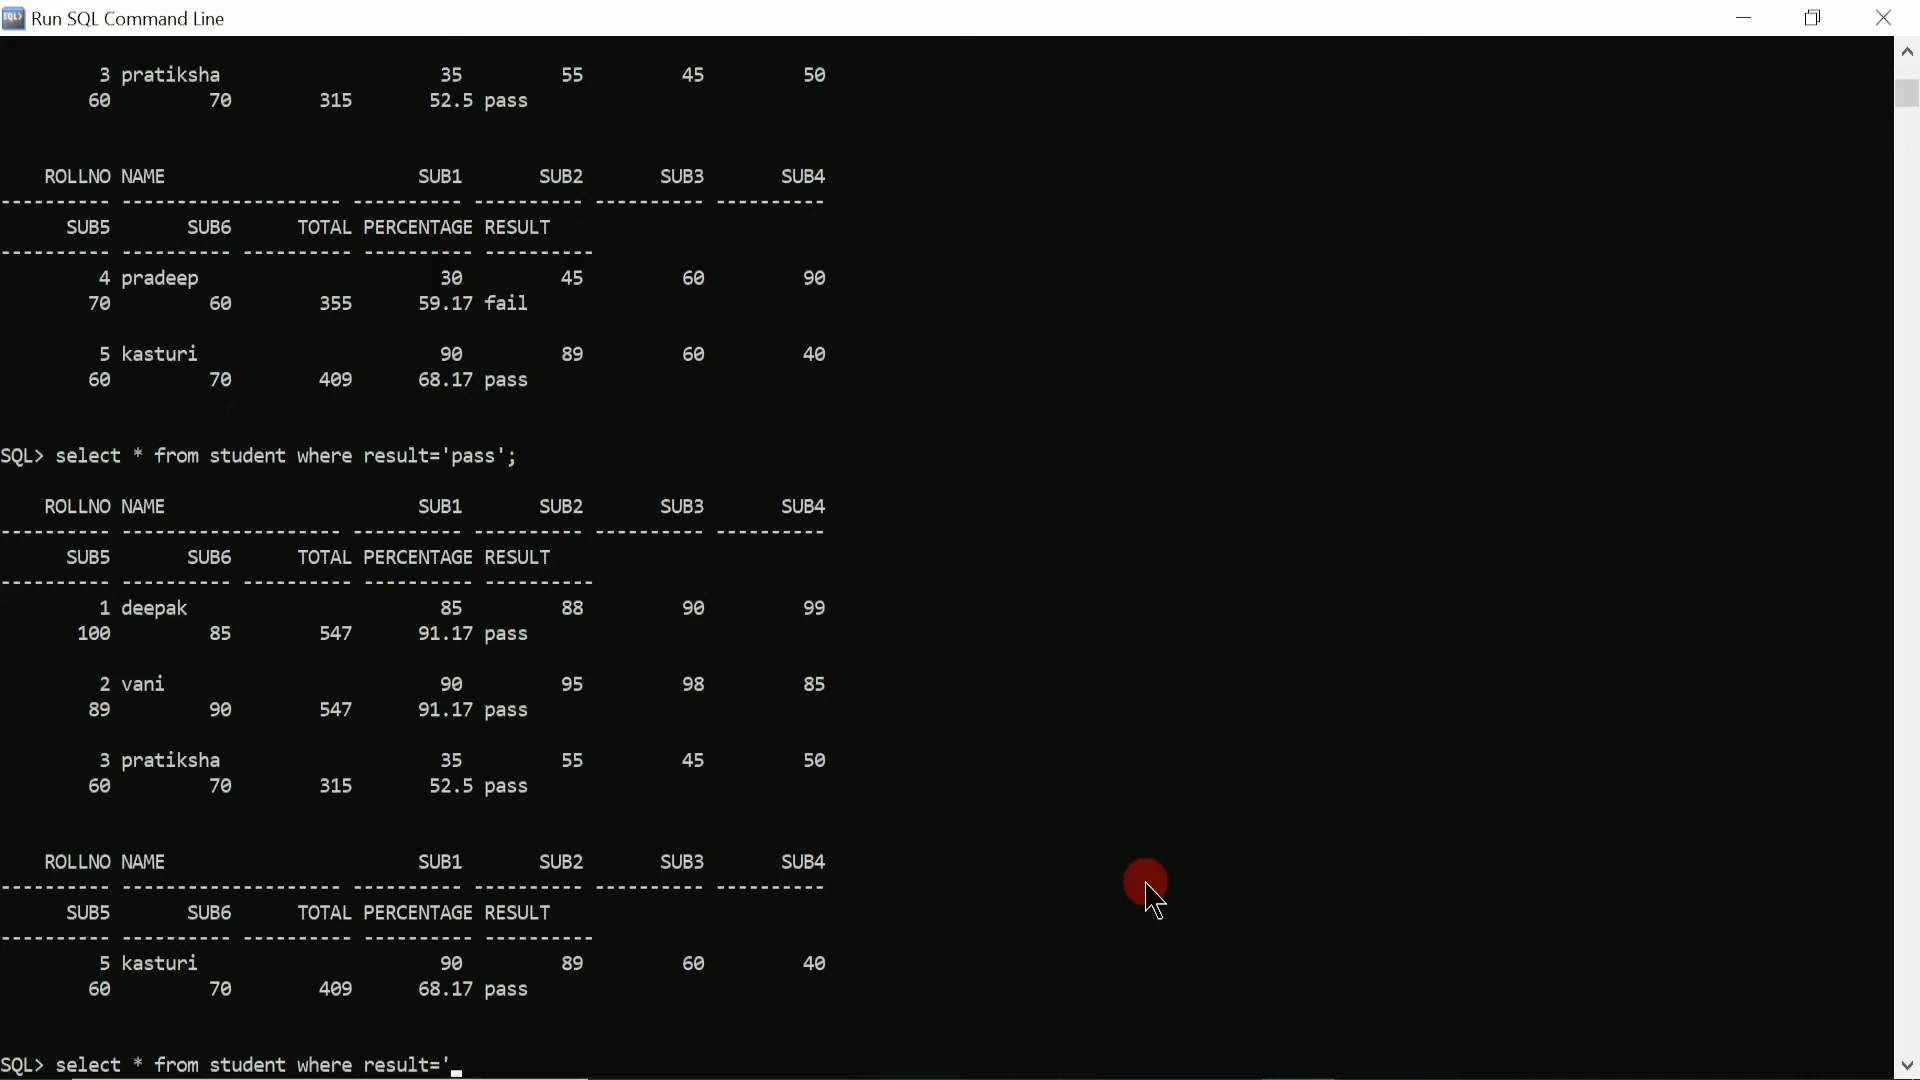 Run SQL Command Line
3 pratiksha 35 55 45 50
60 70 315 52.5 pass
ROLLNO NAME SUB1 SUB2 SUB3 SUB4
---------- -------------------- ---------- ---------- ---------- ----------
SUB5 SUB6 TOTAL PERCENTAGE RESULT
---------- ---------- ---------- ---------- ----------
4 pradeep 30 45 60 90
70 60 355 59.17 fail
5 kasturi 90 89 60 40
60 70 409 68.17 pass
SQL> select * from student where result='pass';
ROLLNO NAME SUB1 SUB2 SUB3 SUB4
---------- -------------------- ---------- ---------- ---------- ----------
SUB5 SUB6 TOTAL PERCENTAGE RESULT
---------- ---------- ---------- ---------- ----------
1 deepak 85 88 90 99
100 85 547 91.17 pass
2 vani 90 95 98 85
89 90 547 91.17 pass
3 pratiksha 35 55 45 50
60 70 315 52.5 pass
ROLLNO NAME SUB1 SUB2 SUB3 SUB4
---------- -------------------- ---------- ---------- ---------- ----------
SUB5 SUB6 TOTAL PERCENTAGE RESULT
---------- ---------- ---------- ---------- ----------
5 kasturi 90 89 60 40
60 70 409 68.17 pass
SQL> select * from student where result='_